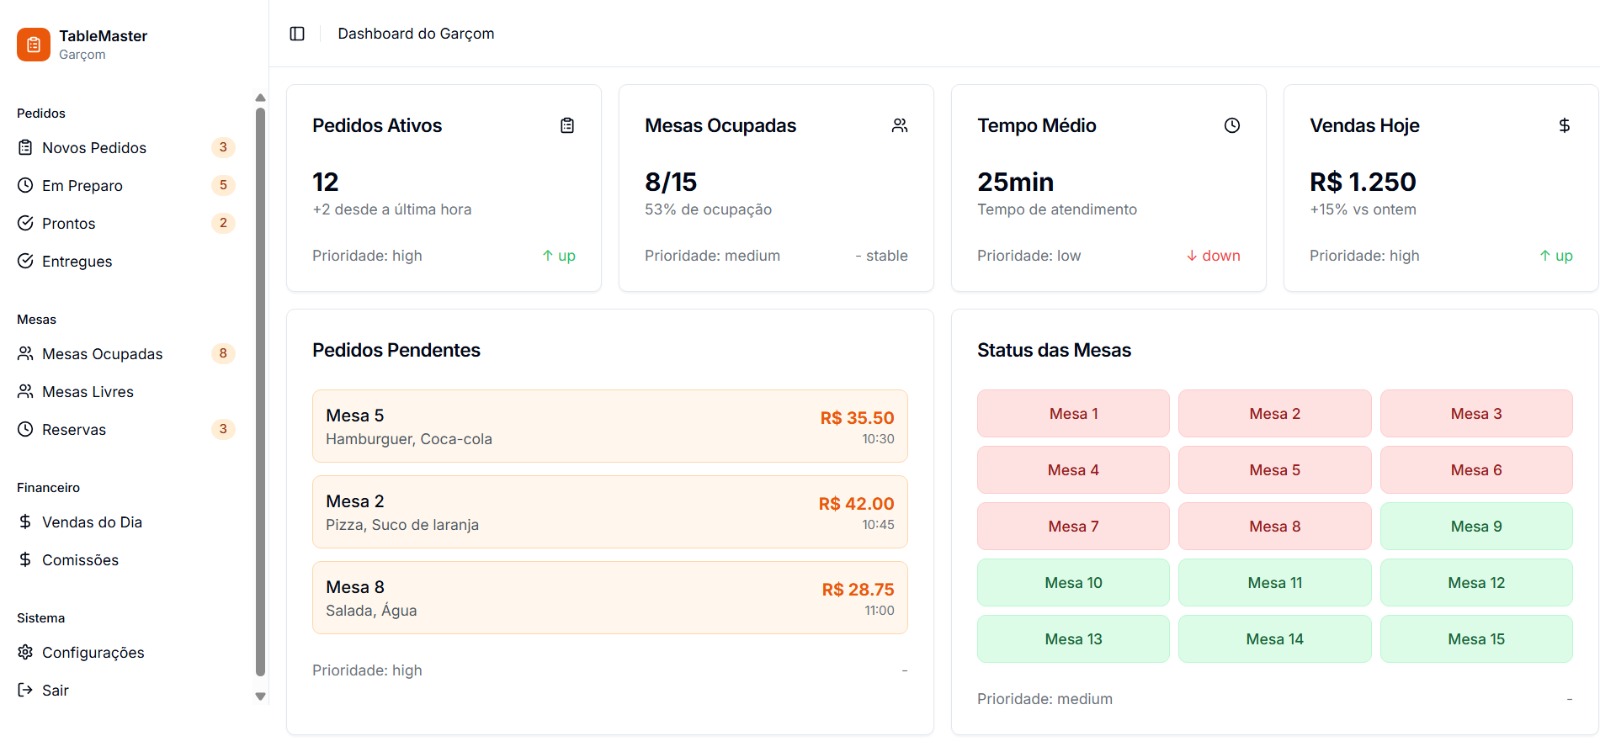 TableMaster
Garçom
Pedidos
Novos Pedidos 3
Em Preparo 5
Prontos 2
Entregues
Mesas
Mesas Ocupadas 8
Mesas Livres
Reservas 3
Financeiro
Vendas do Dia
Comissões
Sistema
Configurações
Sair
Dashboard do Garçom
Pedidos Ativos
12
+2 desde a última hora
Prioridade: high ↑ up
Mesas Ocupadas
8/15
53% de ocupação
Prioridade: medium - stable
Tempo Médio
25min
Tempo de atendimento
Prioridade: low ↓ down
Vendas Hoje
R$ 1.250
+15% vs ontem
Prioridade: high ↑ up
Pedidos Pendentes
Mesa 5 R$ 35.50
Hamburguer, Coca-cola 10:30
Mesa 2 R$ 42.00
Pizza, Suco de laranja 10:45
Mesa 8 R$ 28.75
Salada, Água 11:00
Prioridade: high -
Status das Mesas
Mesa 1 Mesa 2 Mesa 3
Mesa 4 Mesa 5 Mesa 6
Mesa 7 Mesa 8 Mesa 9
Mesa 10 Mesa 11 Mesa 12
Mesa 13 Mesa 14 Mesa 15
Prioridade: medium -